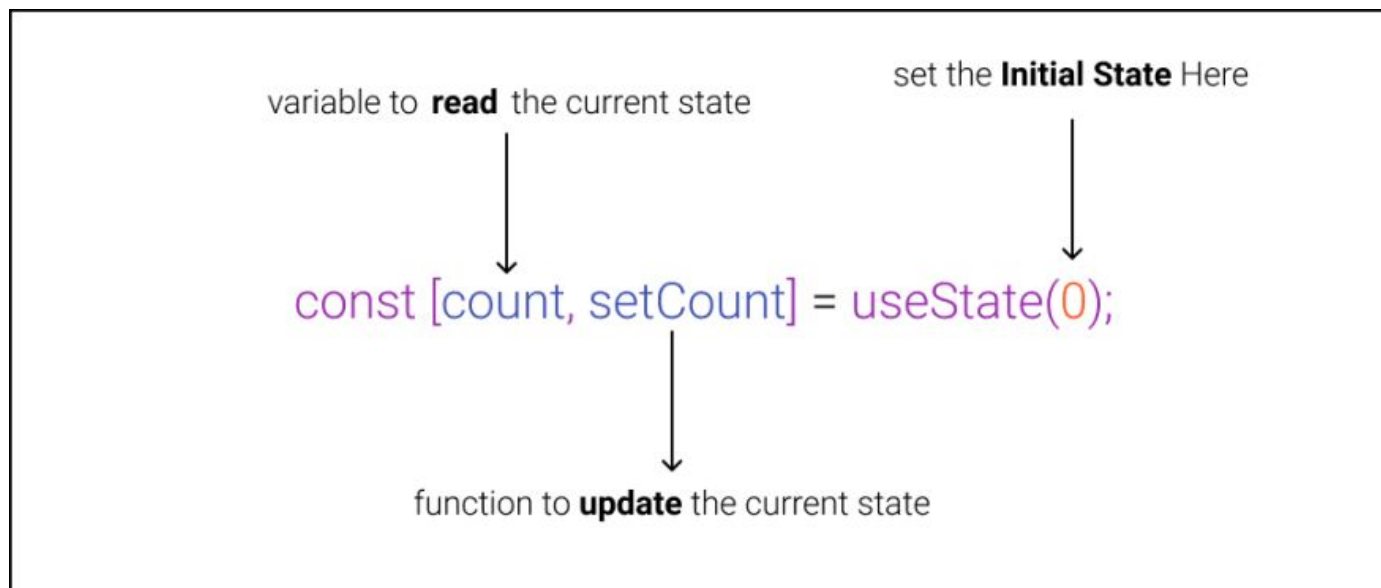 set the Initial State Here
variable to read the current state
const [count, setCount] = useState(0);
function to update the current state